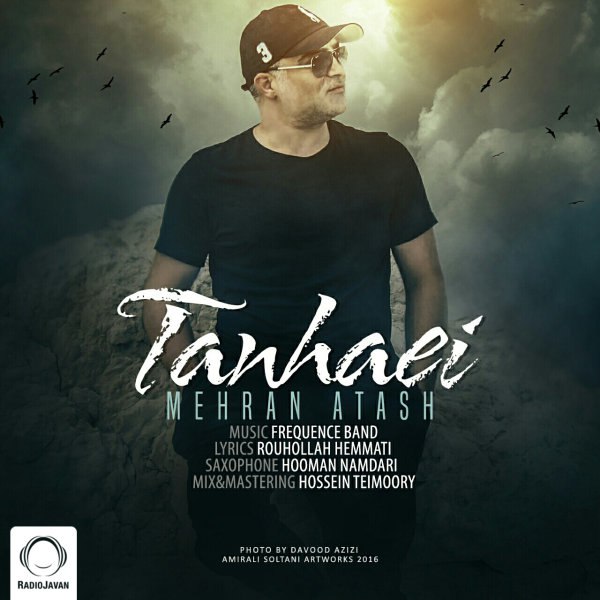 3
Tanhaei
MEHRAN ATASH
MUSIC FREQUENCE BAND
LYRICS ROUHOLLAH HEMMATI
SAXOPHONE HOOMAN NAMDARI
MIX&MASTERING HOSSEIN TEIMOORY
PHOTO BY DAVOOD AZIZI
AMIRALI SOLTANI ARTWORKS 2016
RADIOJAVAN